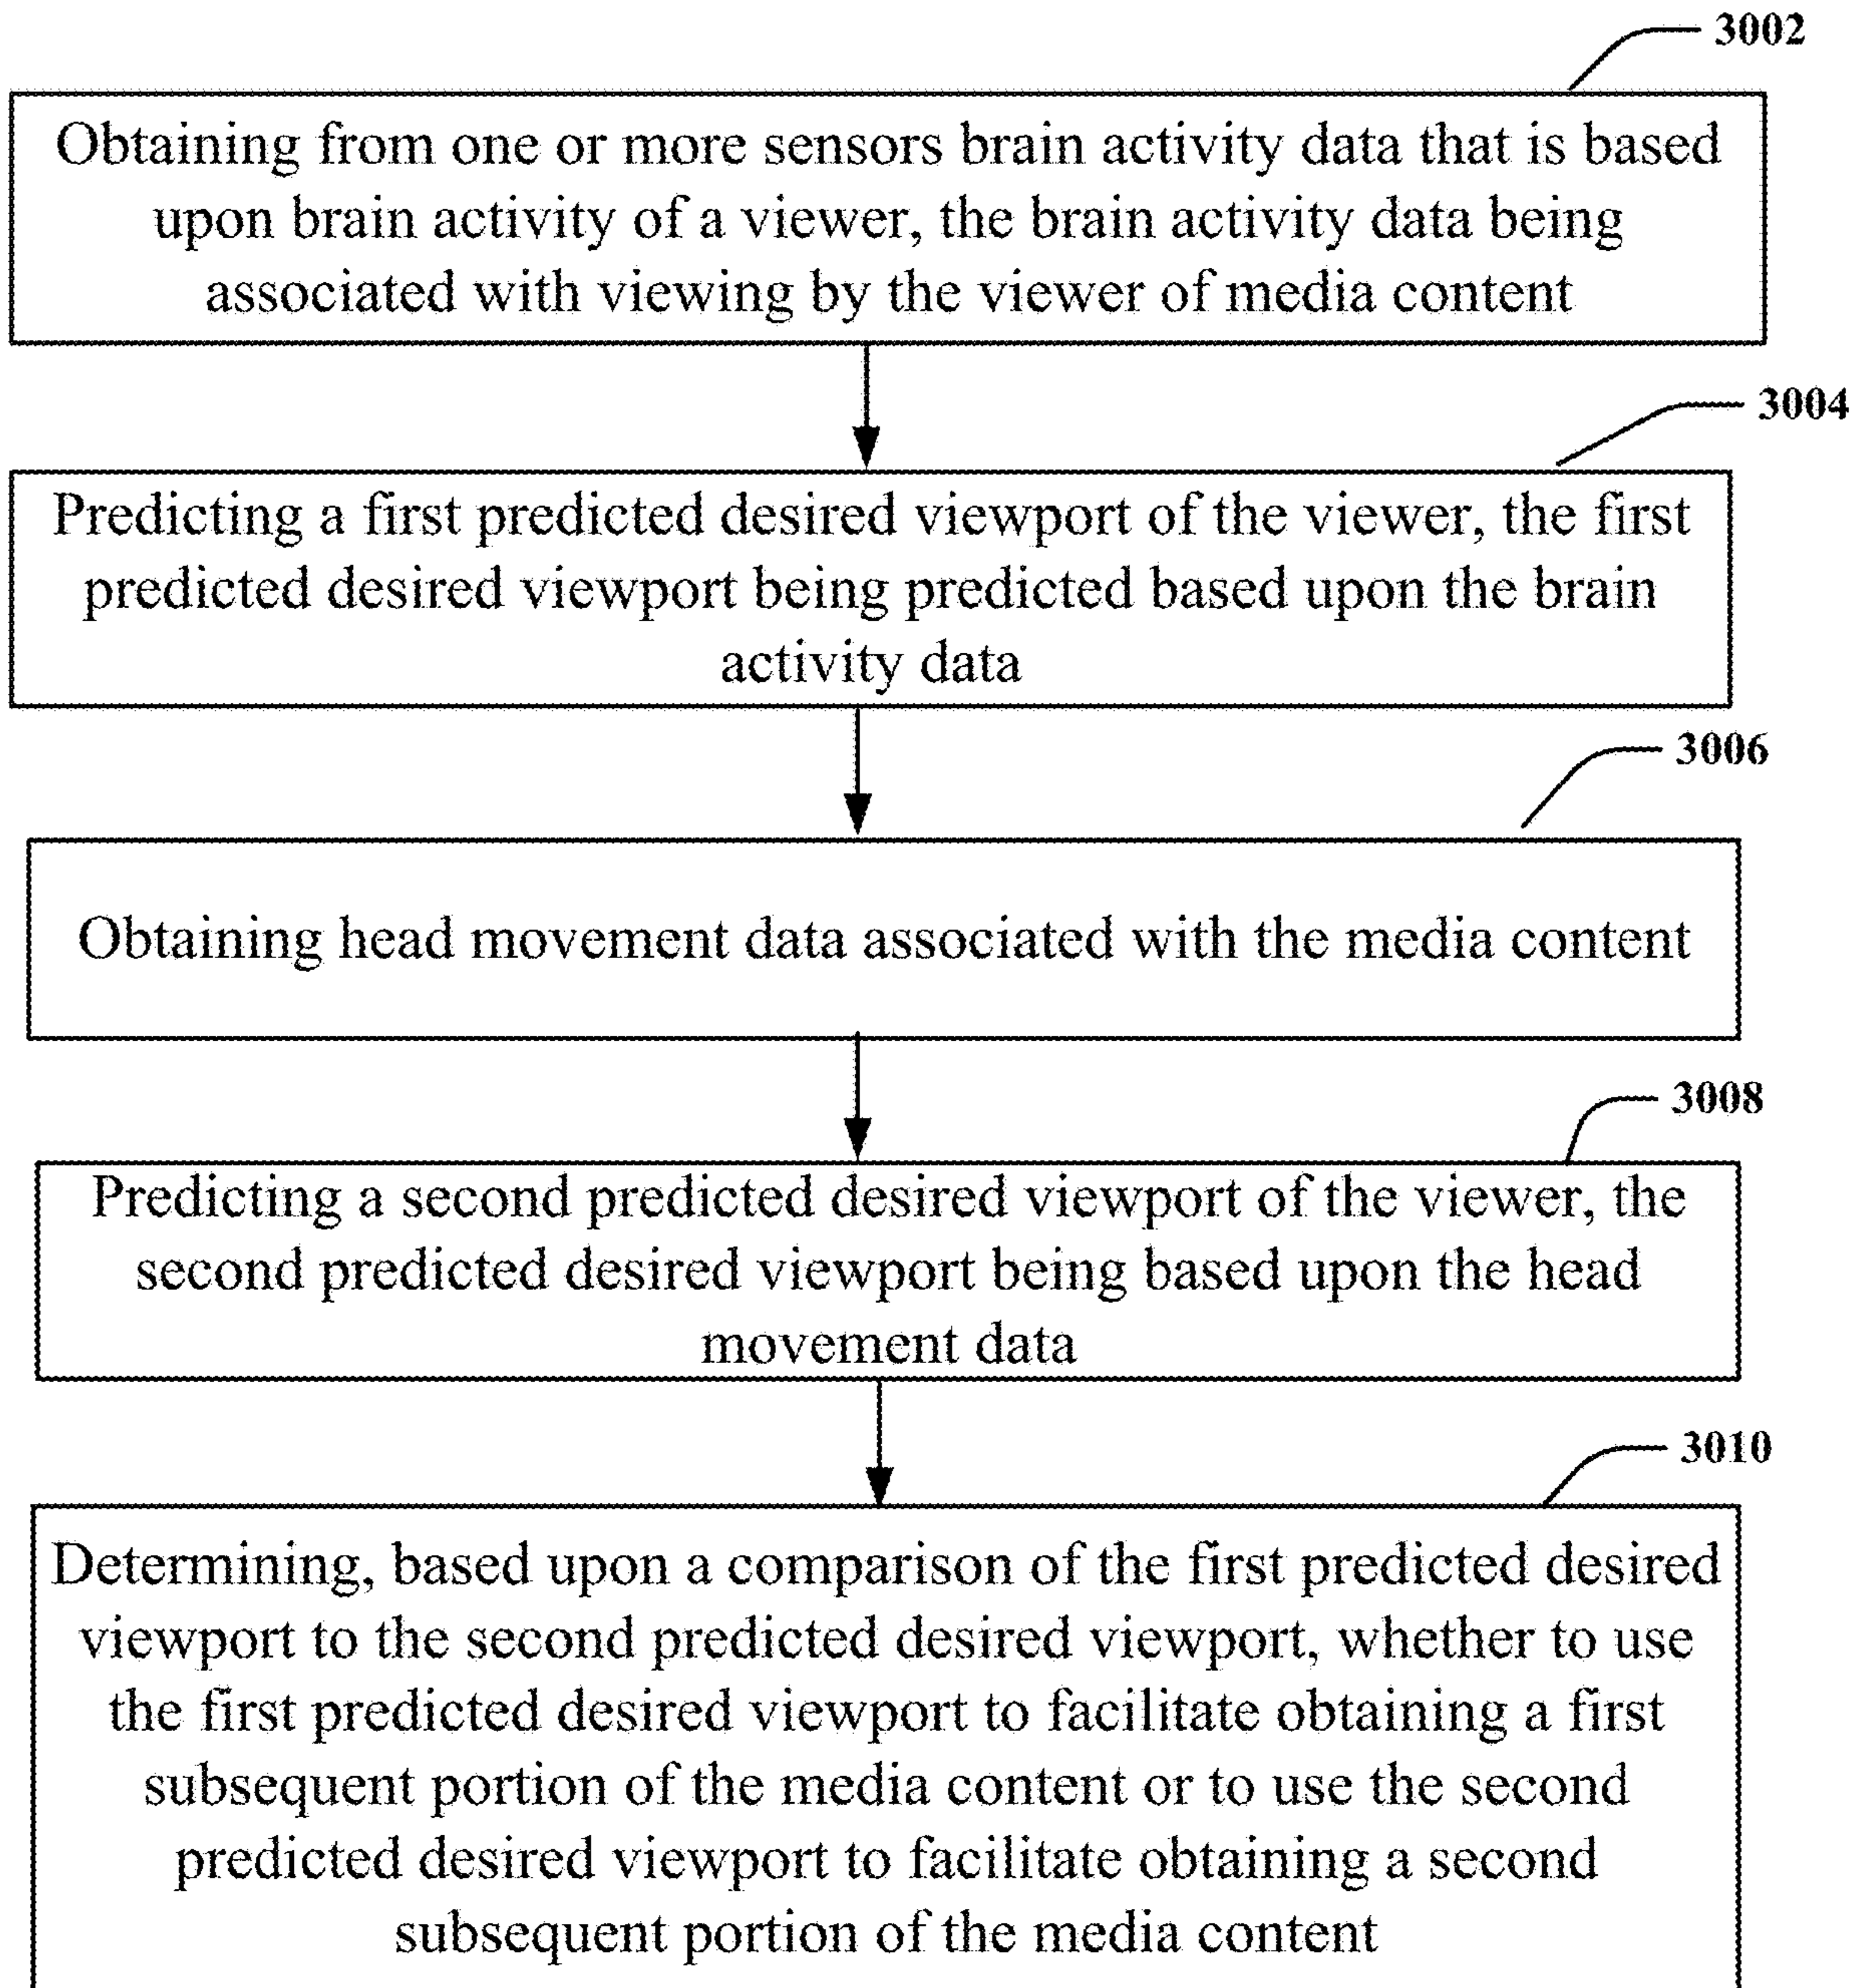 3002
Obtaining from one or more sensors brain activity data that is based
upon brain activity of a viewer, the brain activity data being
associated with viewing by the viewer of media content
3004
Predicting a first predicted desired viewport of the viewer, the first
predicted desired viewport being predicted based upon the brain
activity data
3006
Obtaining head movement data associated with the media content
3008
Predicting a second predicted desired viewport of the viewer, the
second predicted desired viewport being based upon the head
movement data
3010
Determining, based upon a comparison of the first predicted desired
viewport to the second predicted desired viewport, whether to use
the first predicted desired viewport to facilitate obtaining a first
subsequent portion of the media content or to use the second
predicted desired viewport to facilitate obtaining a second
subsequent portion of the media content